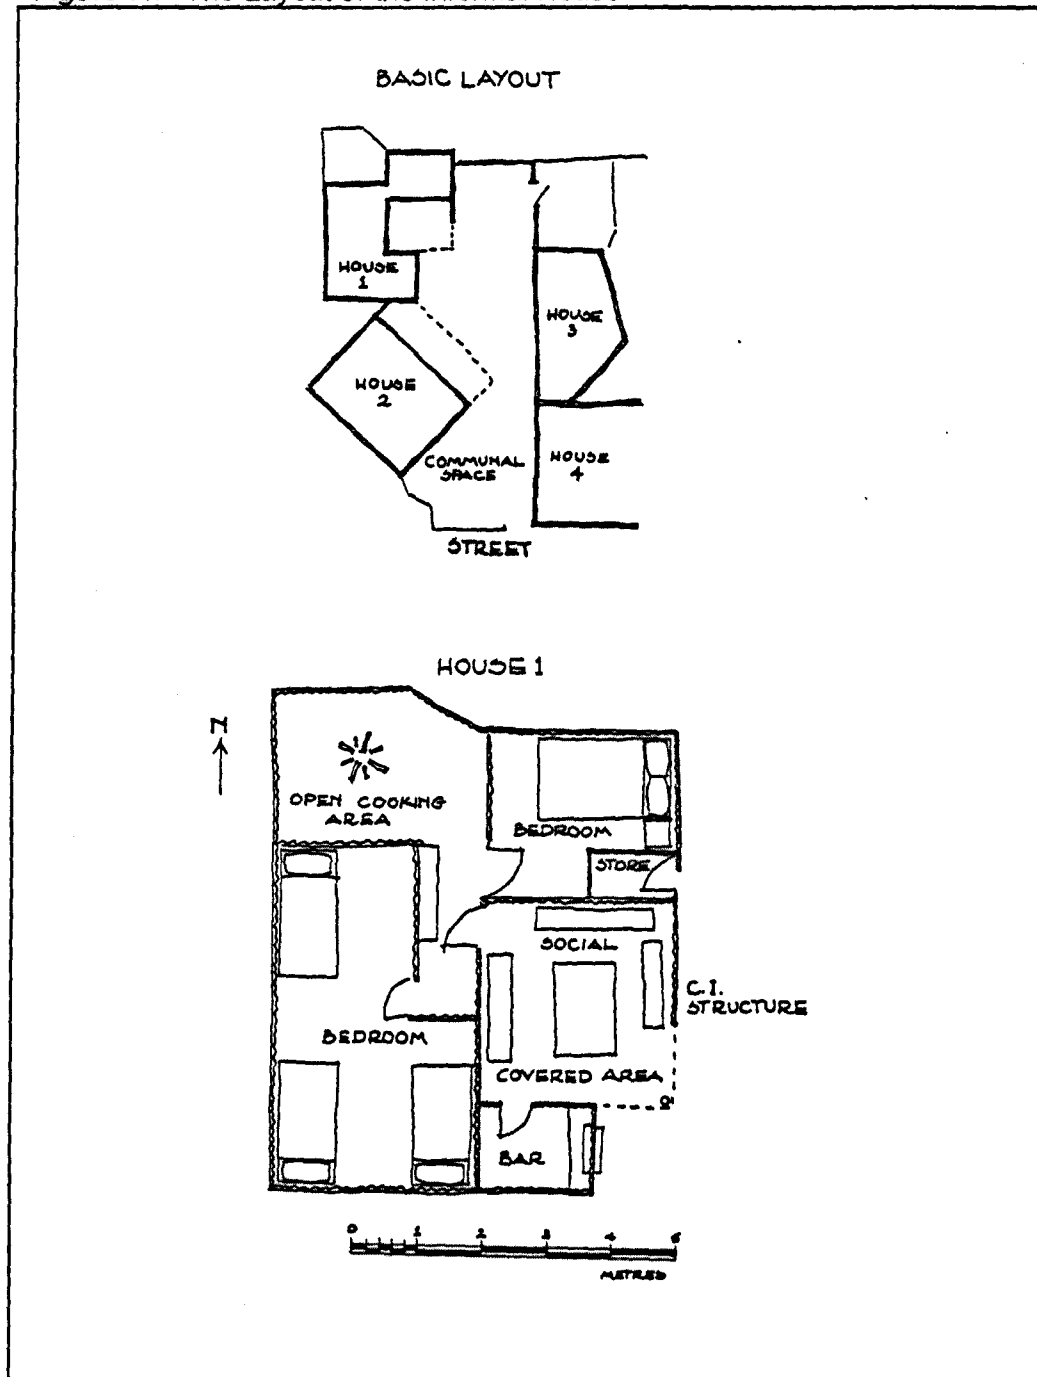 BASIC LAYOUT
HOUSE
1
HOUSE
2
HOUSE
3
COMMUNAL
SPACE
HOUSE
4
STREET
HOUSE 1
N
OPEN COOKING
AREA
BEDROOM
STORE
SOCIAL
C.I.
STRUCTURE
BEDROOM
COVERED AREA
BAR
0 1 2 3 4 5
METRES